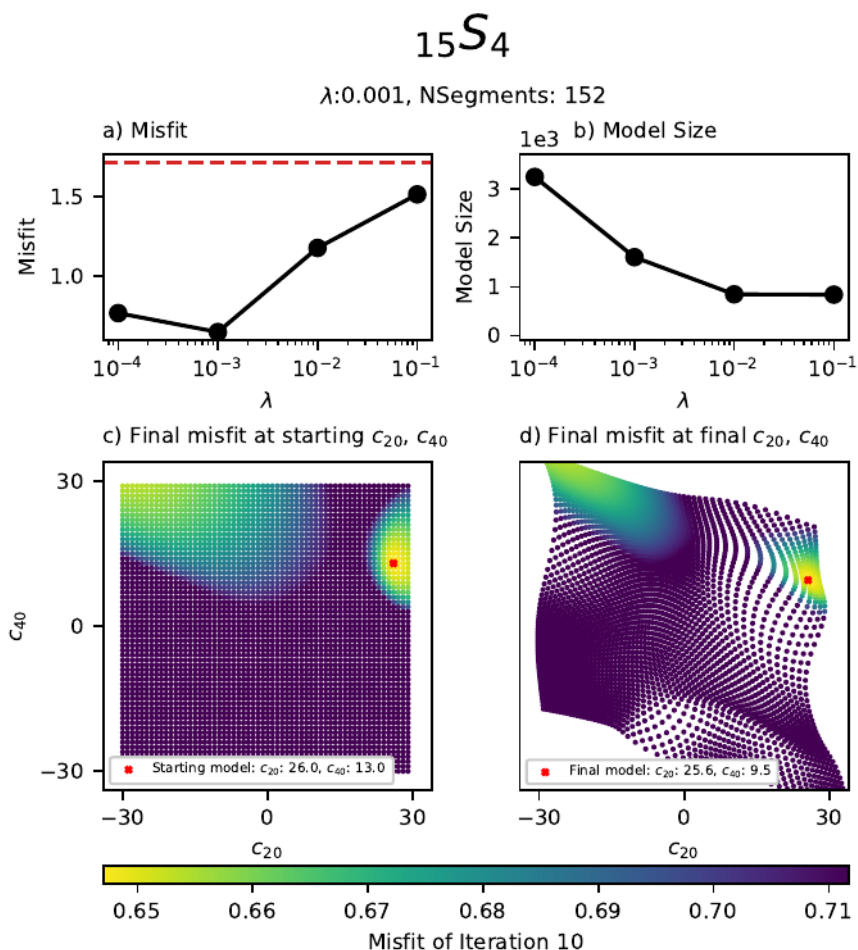 ₁₅S₄
λ:0.001, NSegments: 152
a) Misfit
b) Model Size
1e3
1.5
1.0
Misfit
10⁻⁴ 10⁻³ 10⁻² 10⁻¹
λ
3
2
1
0
Model Size
10⁻⁴ 10⁻³ 10⁻² 10⁻¹
λ
c) Final misfit at starting c₂₀, c₄₀
d) Final misfit at final c₂₀, c₄₀
30
0
−30
c₄₀
Starting model: c₂₀: 26.0, c₄₀: 13.0
−30 0 30
c₂₀
Final model: c₂₀: 25.6, c₄₀: 9.5
−30 0 30
c₂₀
0.65 0.66 0.67 0.68 0.69 0.70 0.71
Misfit of Iteration 10